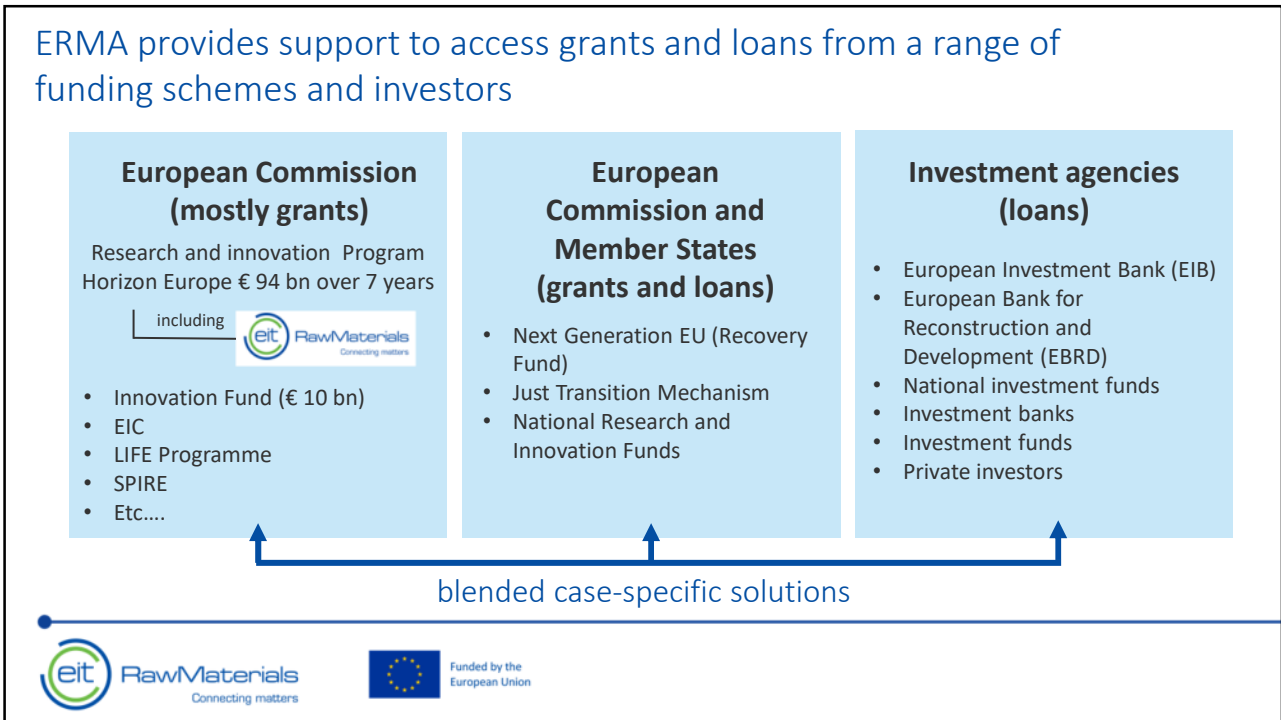 ERMA provides support to access grants and loans from a range of
funding schemes and investors
European Commission
(mostly grants)
Research and innovation Program
Horizon Europe € 94 bn over 7 years
including
eit RawMaterials
Connecting matters
• Innovation Fund (€ 10 bn)
• EIC
• LIFE Programme
• SPIRE
• Etc....
European
Commission and
Member States
(grants and loans)
• Next Generation EU (Recovery
Fund)
• Just Transition Mechanism
• National Research and
Innovation Funds
Investment agencies
(loans)
• European Investment Bank (EIB)
• European Bank for
Reconstruction and
Development (EBRD)
• National investment funds
• Investment banks
• Investment funds
• Private investors
blended case-specific solutions
eit RawMaterials
Connecting matters
Funded by the
European Union